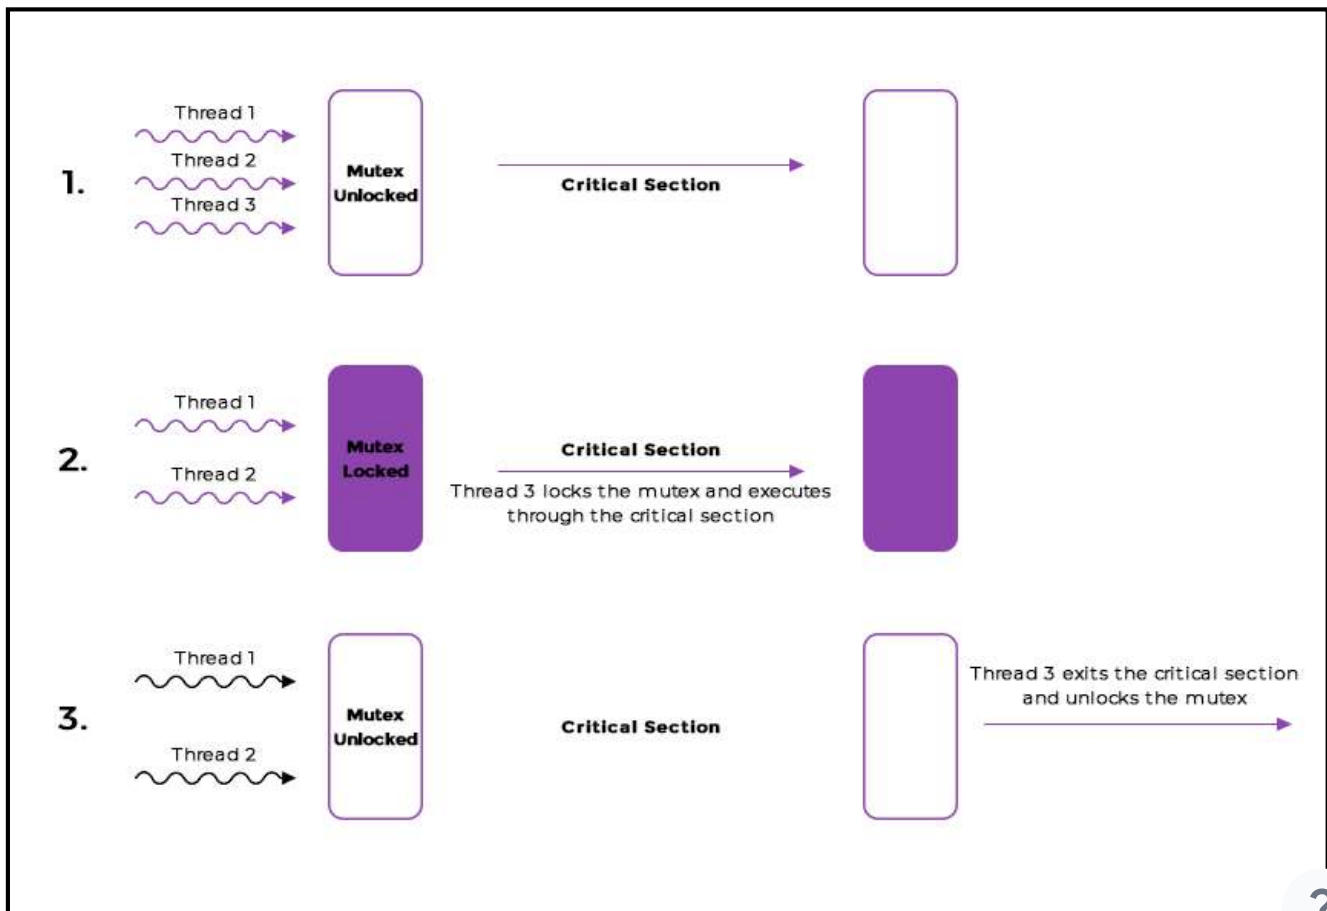 1.
Thread 1
Thread 2
Thread 3
Mutex
Unlocked
Critical Section
2.
Thread 1
Thread 2
Mutex
Locked
Critical Section
Thread 3 locks the mutex and executes
through the critical section
3.
Thread 1
Thread 2
Mutex
Unlocked
Critical Section
Thread 3 exits the critical section
and unlocks the mutex